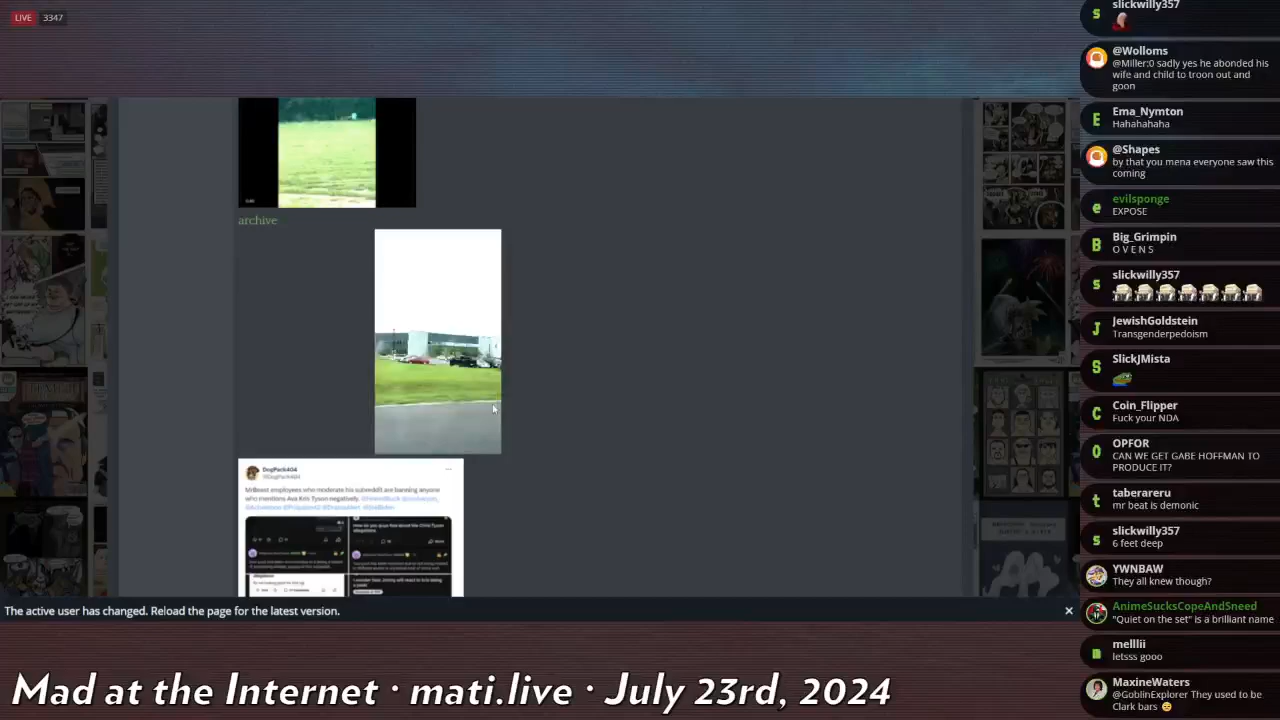 LIVE 3347
archive
DogPack404
MrBeast employees who moderate his subreddit are banning anyone
who mentions Ava Kris Tyson negatively.
The active user has changed. Reload the page for the latest version.
Mad at the Internet · mati.live · July 23rd, 2024
slickwilly357
@Wolloms
@Miller:0 sadly yes he abonded his
wife and child to troon out and
goon
Ema_Nymton
Hahahahaha
@Shapes
by that you mena everyone saw this
coming
evilsponge
EXPOSE
Big_Grimpin
O V E N S
slickwilly357
JewishGoldstein
Transgenderpedoism
SlickJMista
Coin_Flipper
Fuck your NDA
OPFOR
CAN WE GET GABE HOFFMAN TO
PRODUCE IT?
tabenareru
mr beast is demonic
slickwilly357
6 feet deep
YWNBAW
They all knew though?
AnimeSucksCopeAndSneed
"Quiet on the set" is a brilliant name
melllii
letsss gooo
MaxineWaters
@GoblinExplorer They used to be
Clark bars